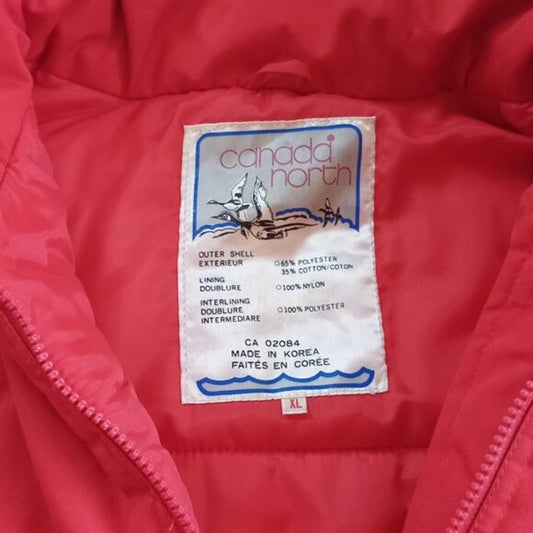 canada
north
OUTER SHELL
EXTERIEUR
65% POLYESTER
35% COTTON/COTON
LINING
DOUBLURE
100% NYLON
INTERLINING
DOUBLURE
INTERMEDIARE
100% POLYESTER
CA 02084
MADE IN KOREA
FAITÉS EN CORÉE
XL